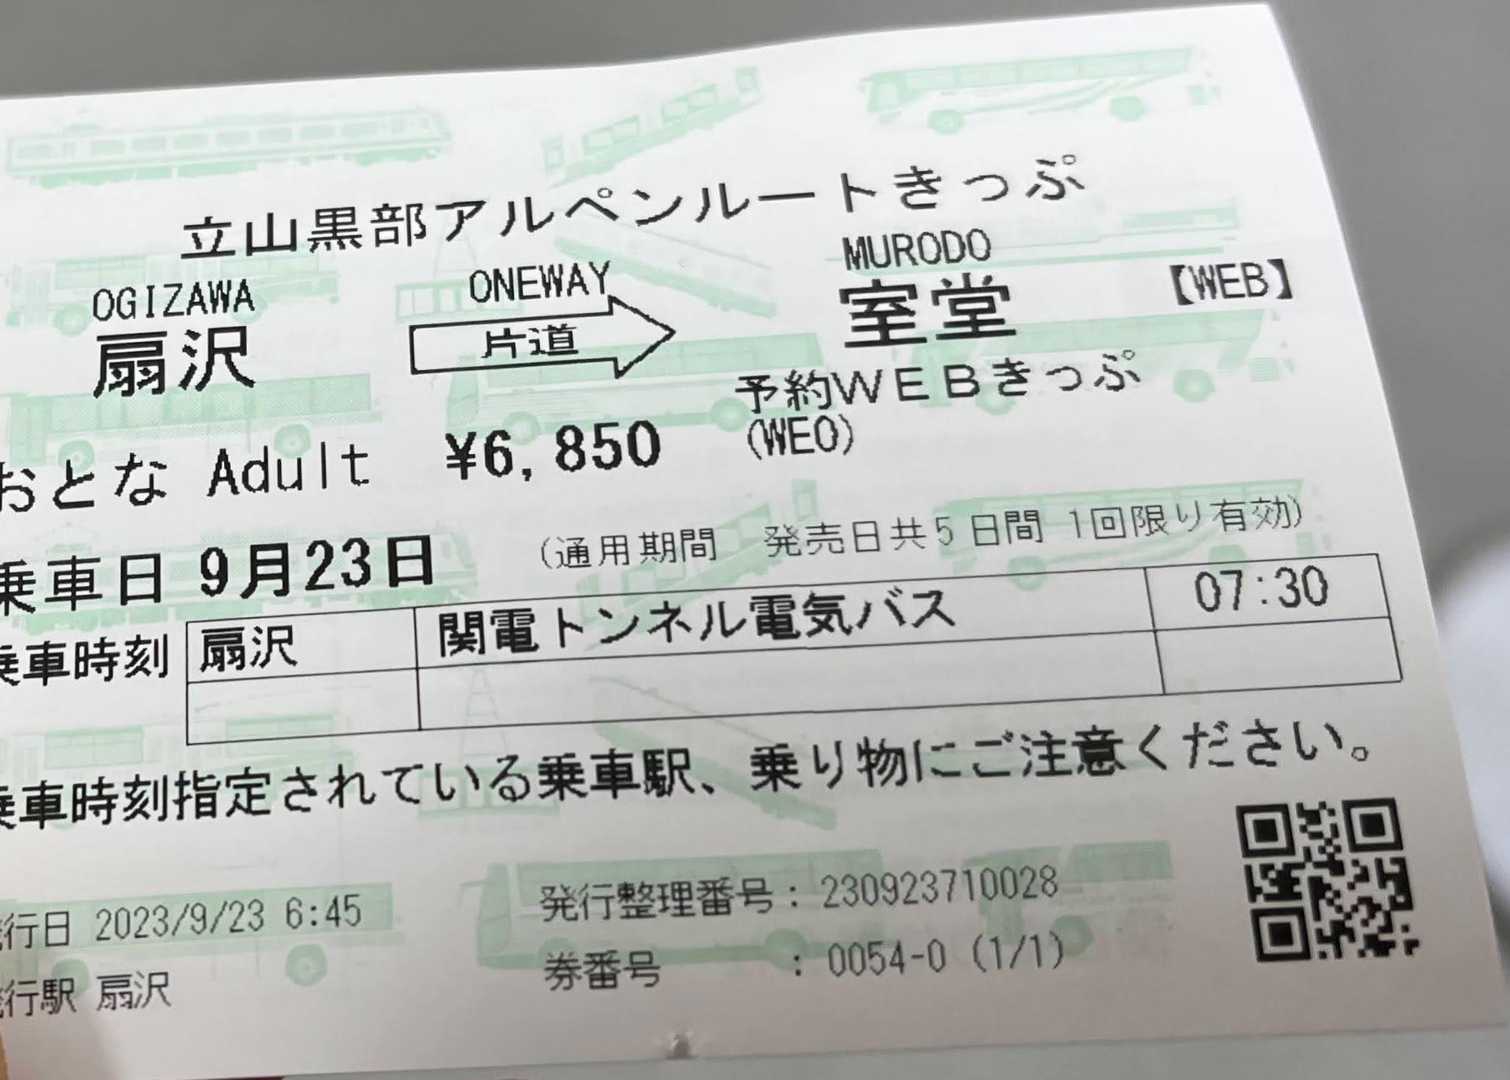 立山黒部アルペンルートきっぷ
OGIZAWA ONEWAY MURODO
扇沢 片道 室堂 【WEB】
予約WEBきっぷ
おとな Adult ¥6,850 (WEO)
乗車日 9月23日 (通用期間 発売日共5日間 1回限り有効)
乗車時刻 扇沢 関電トンネル電気バス 07:30
乗車時刻指定されている乗車駅、乗り物にご注意ください。
発行日 2023/9/23 6:45 発行整理番号: 230923710028
発行駅 扇沢 券番号 : 0054-0 (1/1)